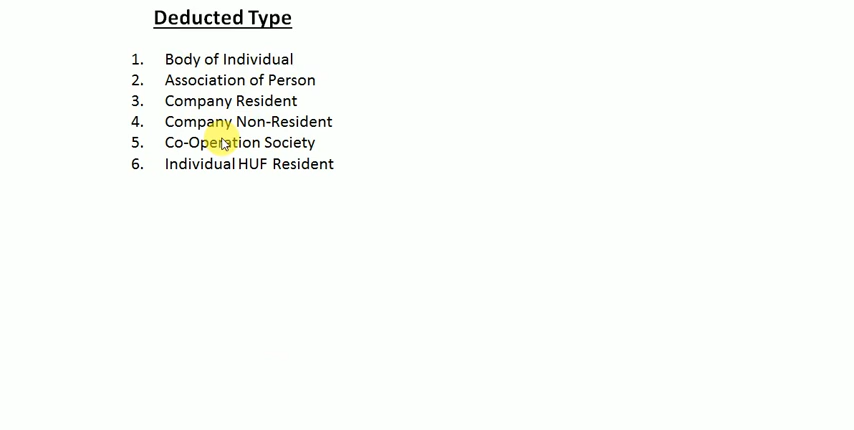 Deducted Type
1. Body of Individual
2. Association of Person
3. Company Resident
4. Company Non-Resident
5. Co-Operation Society
6. Individual HUF Resident